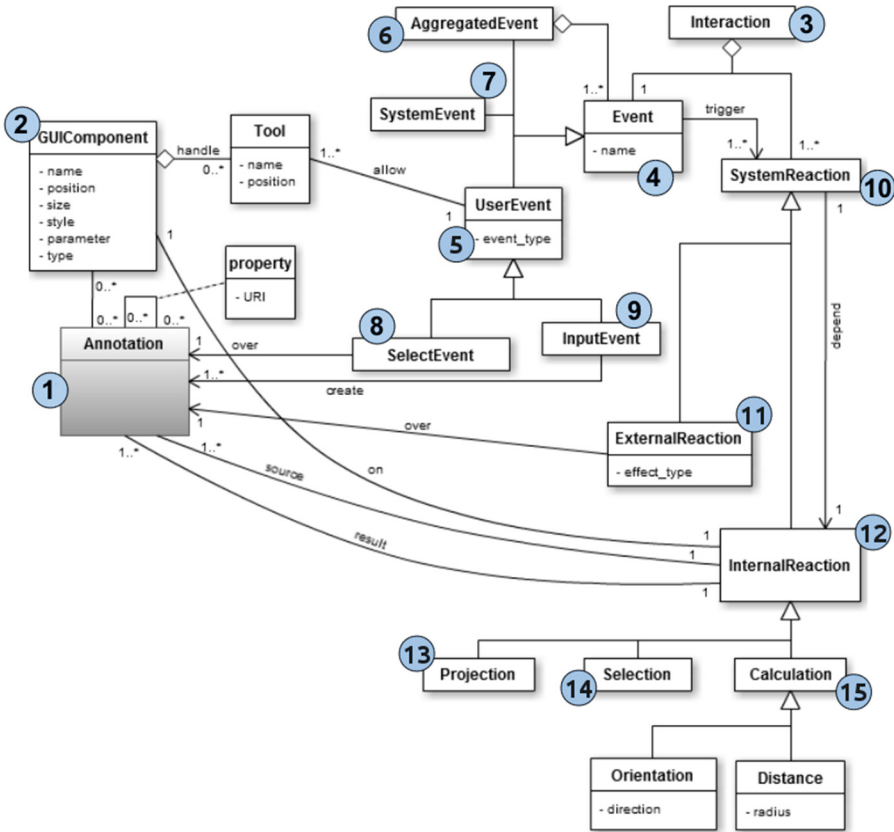 6
AggregatedEvent
Interaction
3
7
SystemEvent
1..*
1
2
GUIComponent
- name
- position
- size
- style
- parameter
- type
handle
0..*
Tool
- name
- position
1..*
allow
1
Event
- name
4
trigger
1..*
1..*
SystemReaction
10
1
UserEvent
- event_type
5
1
property
- URI
0..*
0..*
0..*
0..*
8
SelectEvent
9
InputEvent
depend
Annotation
1
1
over
1..*
create
1
over
11
ExternalReaction
- effect_type
1..*
1..*
source
on
result
1
12
1
1
1
InternalReaction
13
Projection
14
Selection
Calculation
15
Orientation
- direction
Distance
- radius